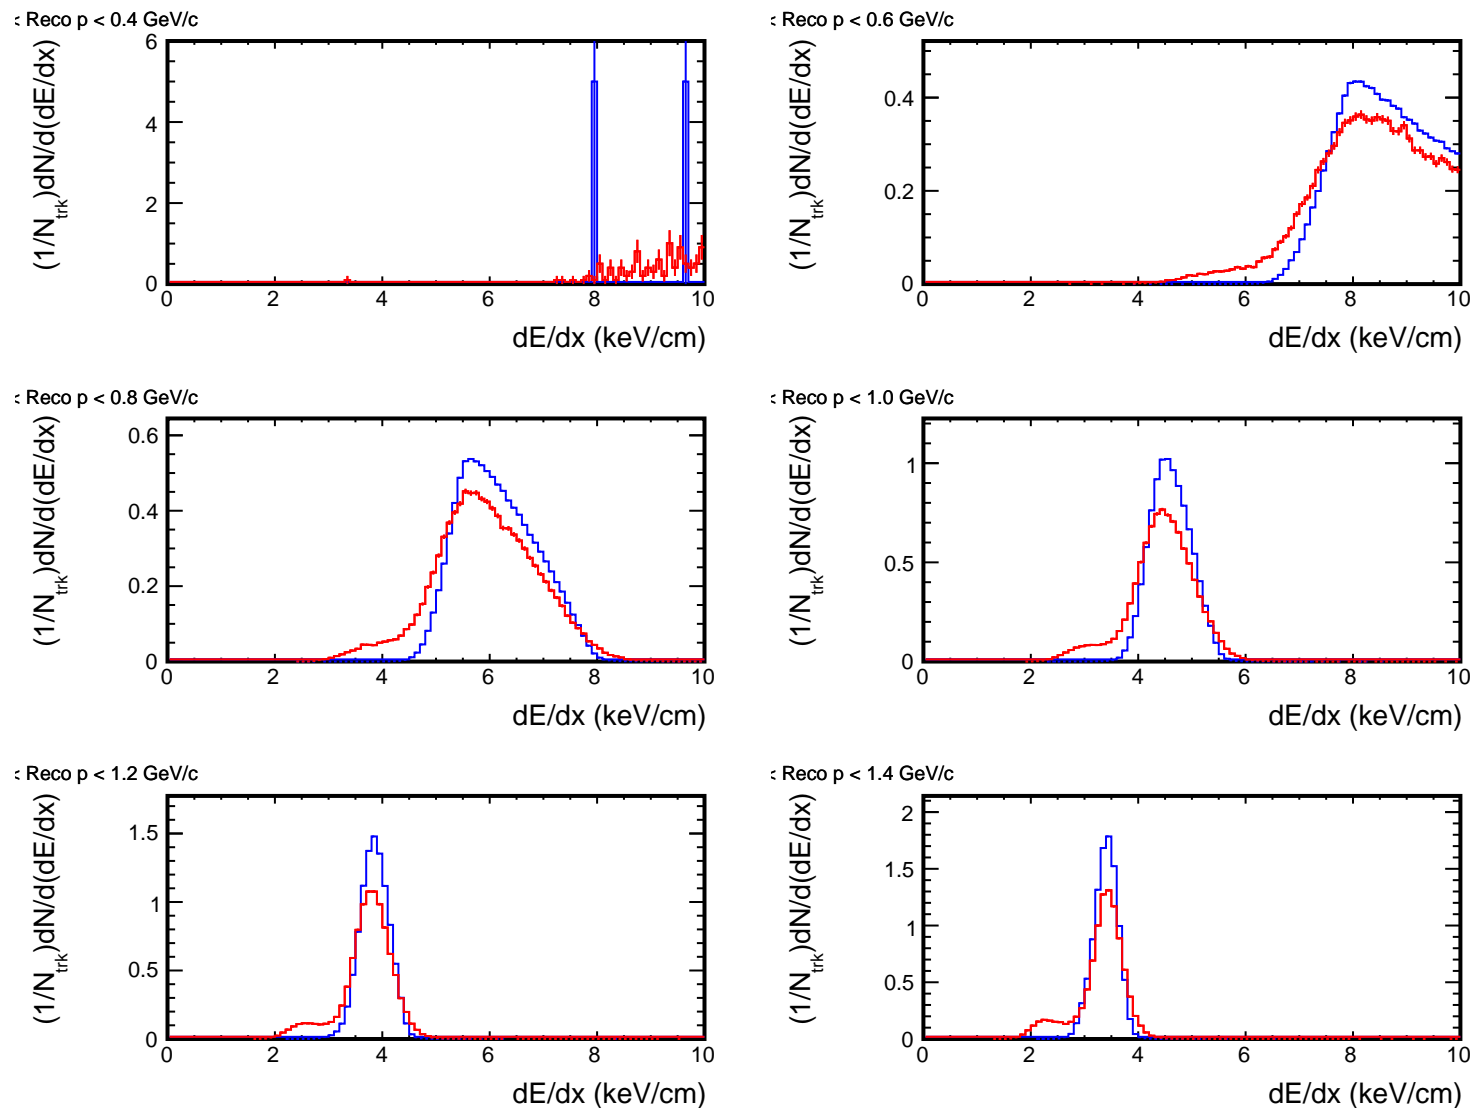 < Reco p < 0.4 GeV/c
(1/N_trk)dN/d(dE/dx)
6
4
2
0
0 2 4 6 8 10
dE/dx (keV/cm)
< Reco p < 0.6 GeV/c
(1/N_trk)dN/d(dE/dx)
0.4
0.2
0
0 2 4 6 8 10
dE/dx (keV/cm)
< Reco p < 0.8 GeV/c
(1/N_trk)dN/d(dE/dx)
0.6
0.4
0.2
0
0 2 4 6 8 10
dE/dx (keV/cm)
< Reco p < 1.0 GeV/c
(1/N_trk)dN/d(dE/dx)
1
0.5
0
0 2 4 6 8 10
dE/dx (keV/cm)
< Reco p < 1.2 GeV/c
(1/N_trk)dN/d(dE/dx)
1.5
1
0.5
0
0 2 4 6 8 10
dE/dx (keV/cm)
< Reco p < 1.4 GeV/c
(1/N_trk)dN/d(dE/dx)
2
1.5
1
0.5
0
0 2 4 6 8 10
dE/dx (keV/cm)